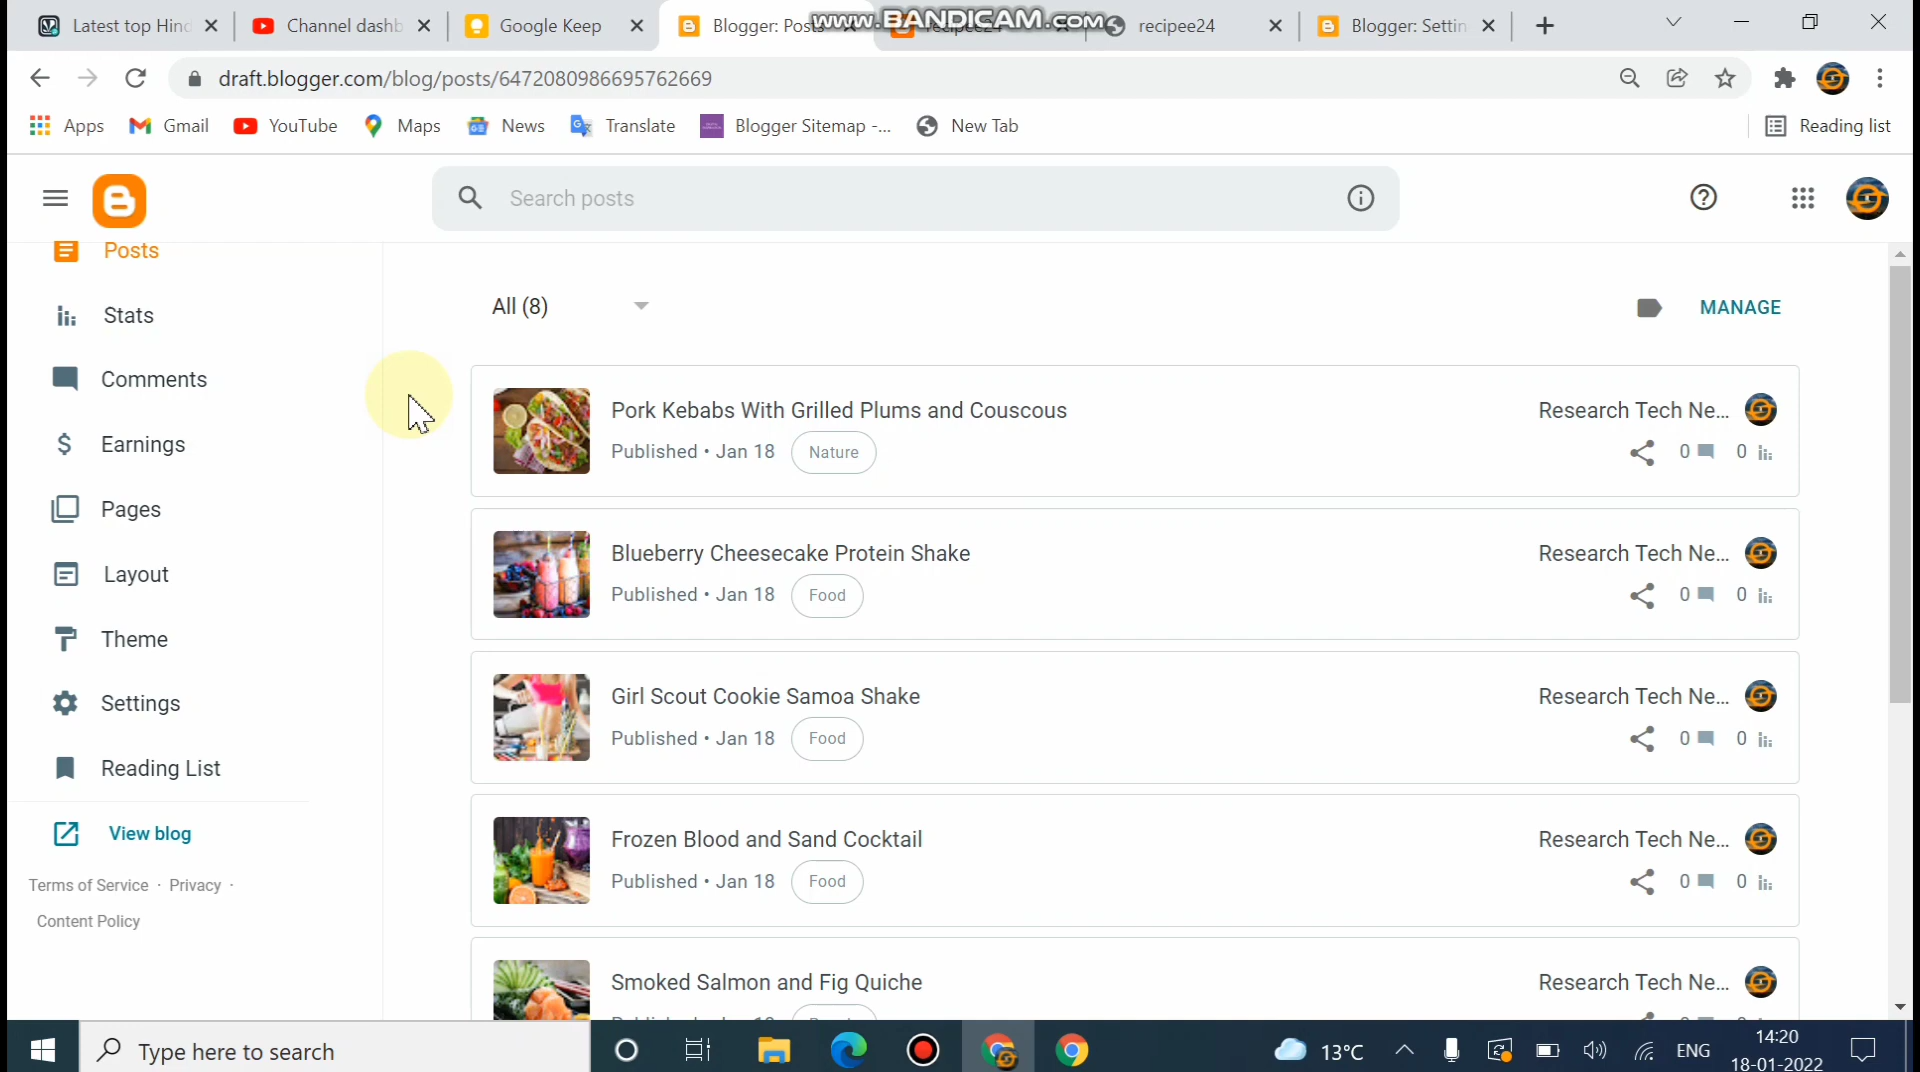 Latest top Hind
Channel dashb
Google Keep
Blogger: Posts
www.BANDICAM.com
recipee24
recipee24
Blogger: Settin
draft.blogger.com/blog/posts/6472080986695762669
Apps
Gmail
YouTube
Maps
News
Translate
Blogger Sitemap -...
New Tab
Reading list
Search posts
Posts
Stats
Comments
Earnings
Pages
Layout
Theme
Settings
Reading List
View blog
Terms of Service · Privacy ·
Content Policy
All (8)
MANAGE
Pork Kebabs With Grilled Plums and Couscous
Research Tech Ne...
Published • Jan 18 Nature
0 0
Blueberry Cheesecake Protein Shake
Research Tech Ne...
Published • Jan 18 Food
0 0
Girl Scout Cookie Samoa Shake
Research Tech Ne...
Published • Jan 18 Food
0 0
Frozen Blood and Sand Cocktail
Research Tech Ne...
Published • Jan 18 Food
0 0
Smoked Salmon and Fig Quiche
Research Tech Ne...
Type here to search
13°C
ENG
14:20
18-01-2022